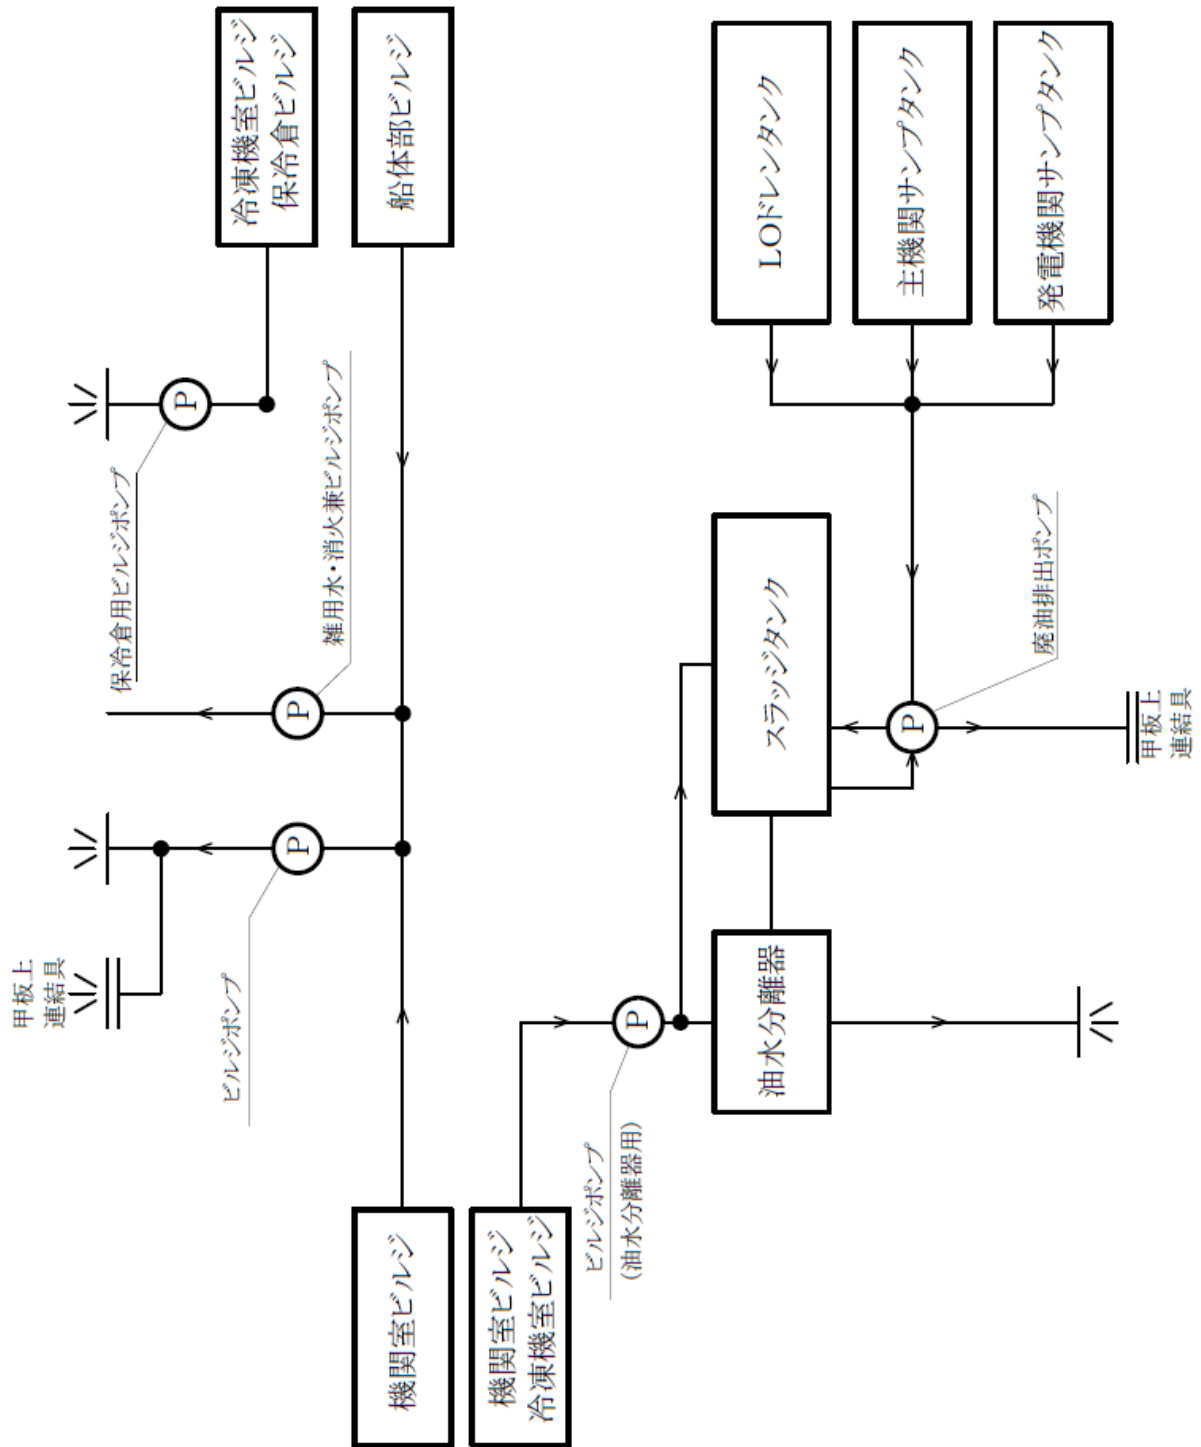 甲板上
連結具
ビルジポンプ
保冷倉用ビルジポンプ
P
冷凍機室ビルジ
保冷倉ビルジ
P
P
雑用水・消火兼ビルジポンプ
機関室ビルジ
船体部ビルジ
機関室ビルジ
冷凍機室ビルジ
ビルジポンプ
(油水分離器用)
P
油水分離器
スラッジタンク
LOドレンタンク
主機関サンプタンク
発電機関サンプタンク
P
廃油排出ポンプ
甲板上
連結具